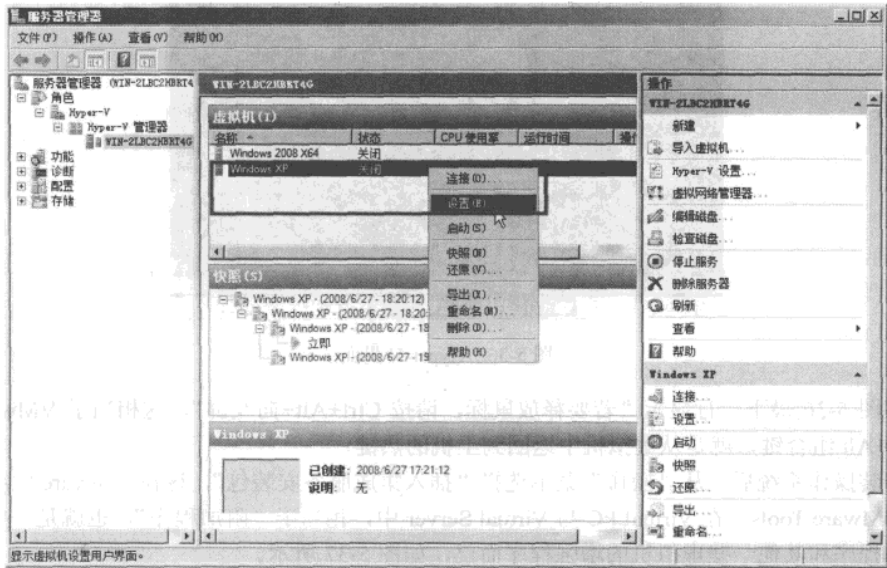 服务器管理器
文件(F) 操作(A) 查看(V) 帮助(H)
服务器管理器 (WIN-2LBC2HBRT4
角色
Hyper-V
Hyper-V 管理器
WIN-2LBC2HBRT4G
功能
诊断
配置
存储
WIN-2LBC2HBRT4G
虚拟机(I)
名称 状态 CPU 使用率 运行时间 操作
Windows 2008 X64 关闭
Windows XP 关闭
连接(O)...
设置(E)...
启动(S)
快照(N)
还原(V)...
导出(X)...
重命名(M)...
删除(D)...
帮助(H)
快照(S)
Windows XP - (2008/6/27 - 18:20:12)
Windows XP - (2008/6/27 - 18:20:
Windows XP - (2008/6/27 - 18
立即
Windows XP - (2008/6/27 - 19
Windows XP
已创建: 2008/6/27 17:21:12
说明: 无
操作
WIN-2LBC2HBRT4G
新建
导入虚拟机...
Hyper-V 设置...
虚拟网络管理器...
编辑磁盘...
检查磁盘...
停止服务
删除服务器
刷新
查看
帮助
Windows XP
连接...
设置...
启动
快照
还原...
导出...
重命名...
显示虚拟机设置用户界面。